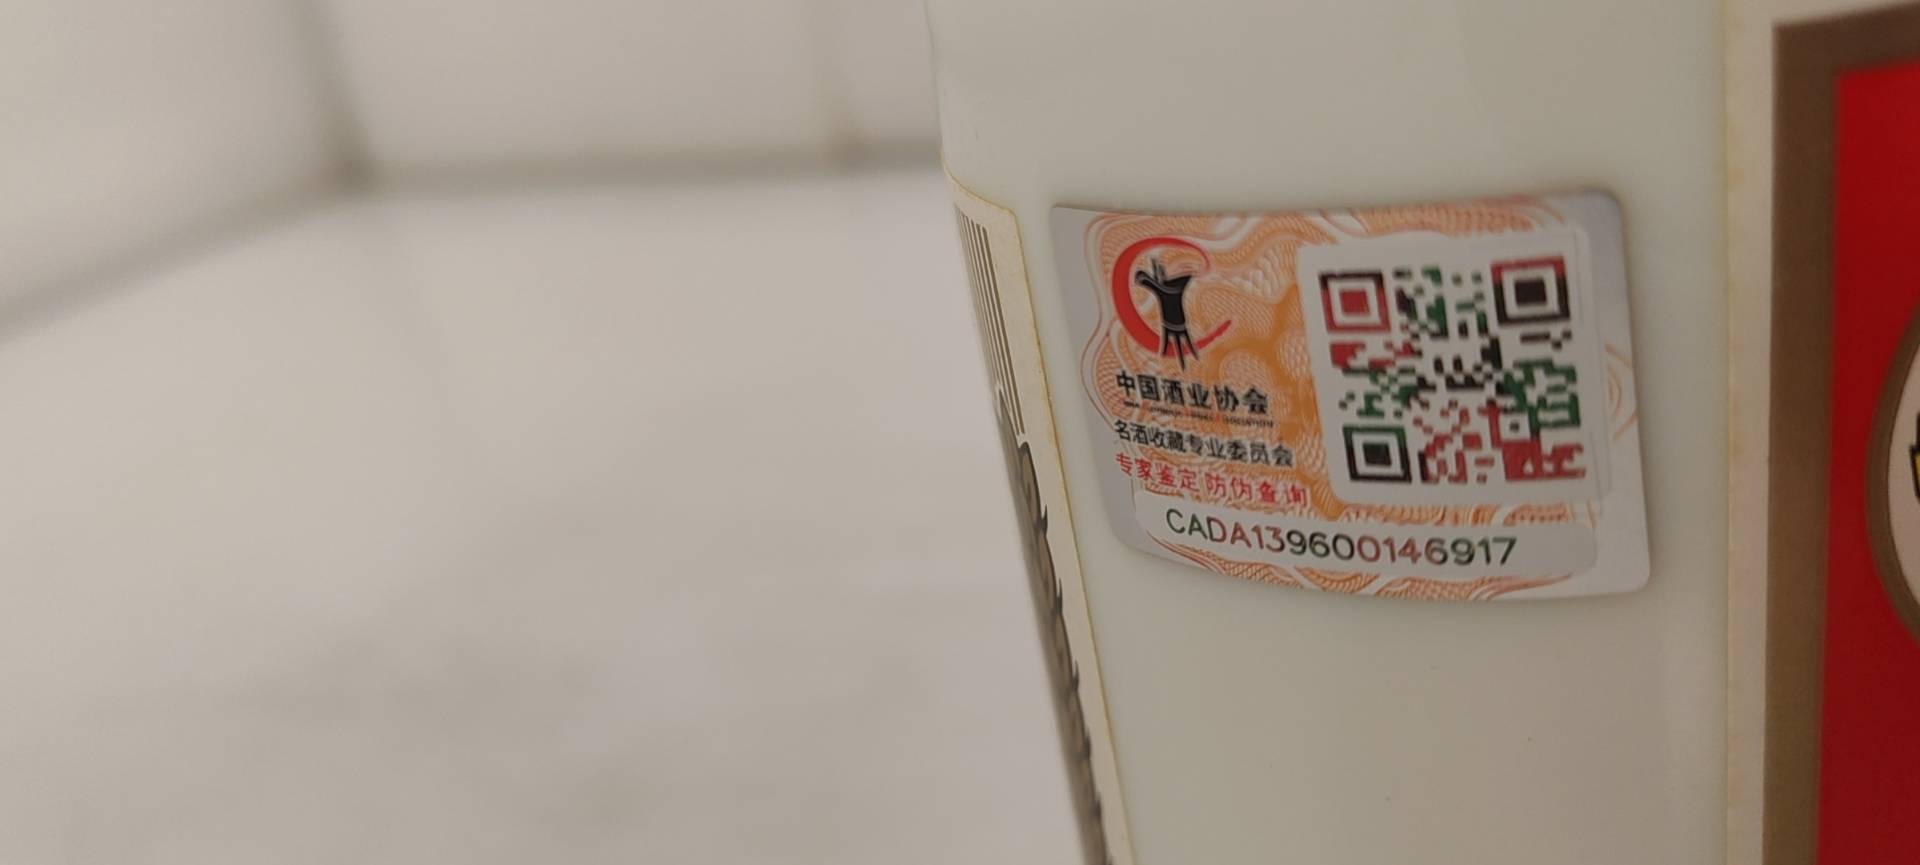 中国酒业协会
名酒收藏专业委员会
专家鉴定 防伪查询
CADA139600146917